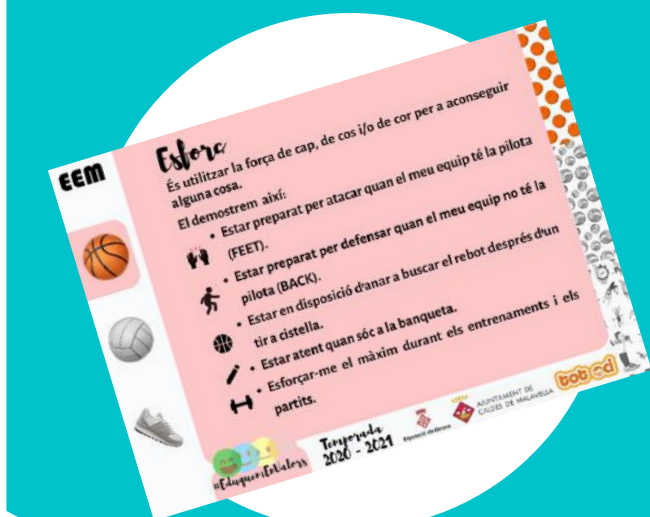 EEM
Esforç
És utilitzar la força de cap, de cos i/o de cor per a aconseguir
alguna cosa.
El demostrem així:
• Estar preparat per atacar quan el meu equip té la pilota
(FEET).
• Estar preparat per defensar quan el meu equip no té la
pilota (BACK).
• Estar en disposició d'anar a buscar el rebot després d'un
tir a cistella.
• Estar atent quan sóc a la banqueta.
• Esforçar-me el màxim durant els entrenaments i els
partits.
#EduquemEnValors
Temporada
2020 - 2021
Diputació de Girona
AJUNTAMENT DE
CALDES DE MALAVELLA